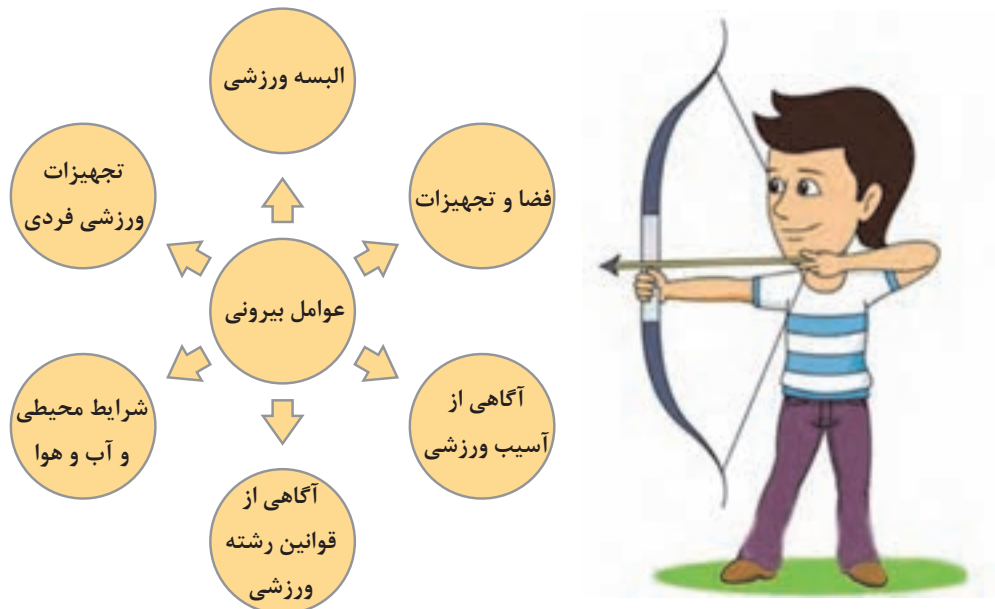 البسه ورزشی
فضا و تجهیزات
تجهیزات
ورزشی فردی
عوامل بیرونی
آگاهی از
آسیب ورزشی
شرایط محیطی
و آب و هوا
آگاهی از
قوانین رشته
ورزشی